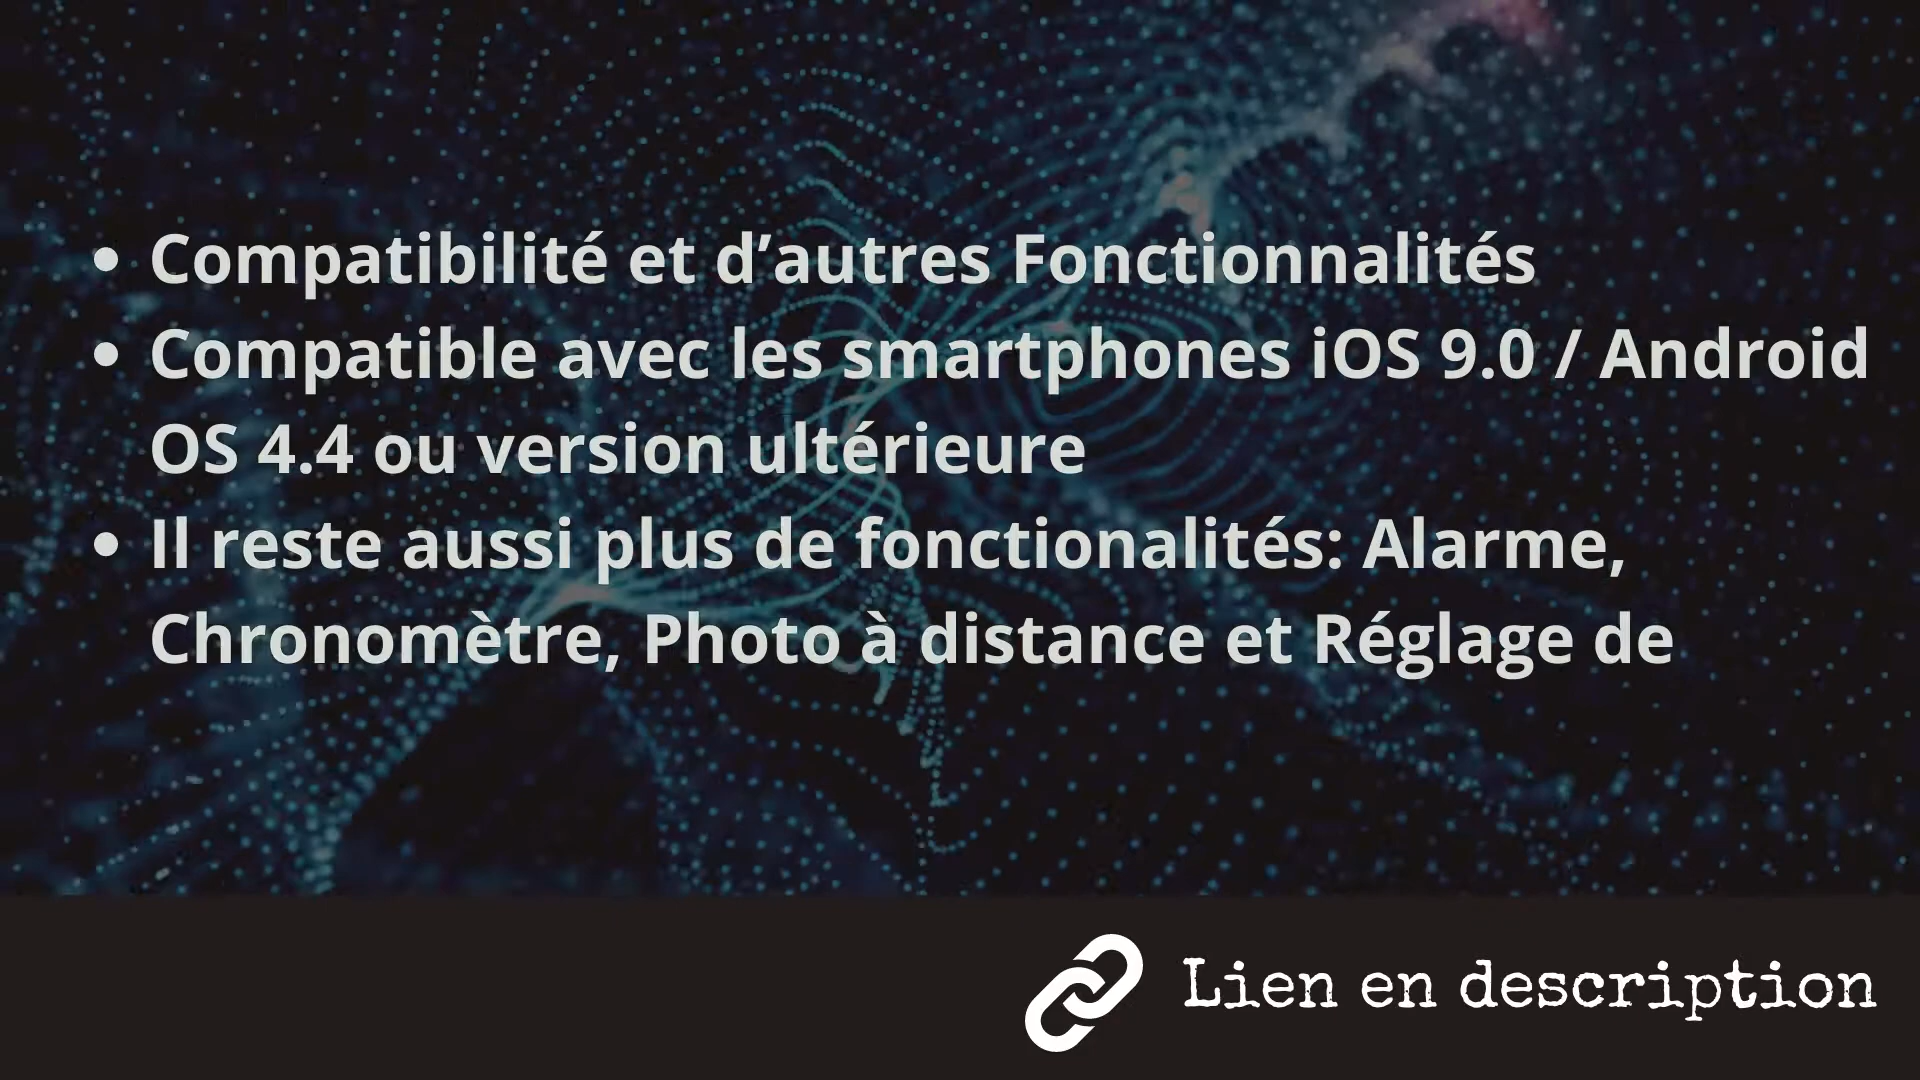 • Compatibilité et d’autres Fonctionnalités
• Compatible avec les smartphones iOS 9.0 / Android
OS 4.4 ou version ultérieure
• Il reste aussi plus de fonctionalités: Alarme,
Chronomètre, Photo à distance et Réglage de
Lien en description